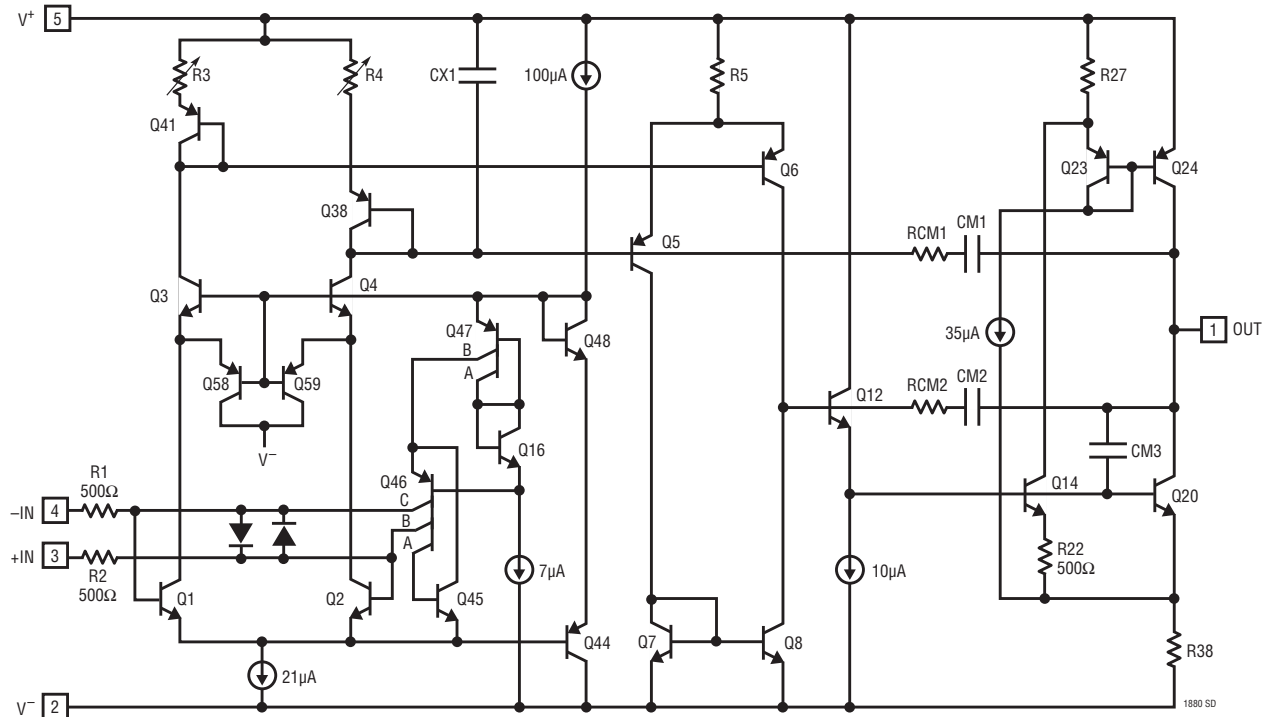 V+ 5
R3
R4
CX1
100µA
R5
R27
Q41
Q6
Q23
Q24
Q38
Q5
RCM1
CM1
Q3
Q4
Q47
B
A
Q48
35µA
1 OUT
Q58
Q59
V−
Q16
Q12
RCM2
CM2
CM3
R1
500Ω
Q46
C
B
A
Q14
Q20
−IN 4
+IN 3
R2
500Ω
Q1
Q2
Q45
7µA
10µA
R22
500Ω
Q44
Q7
Q8
R38
21µA
V− 2
1880 SD